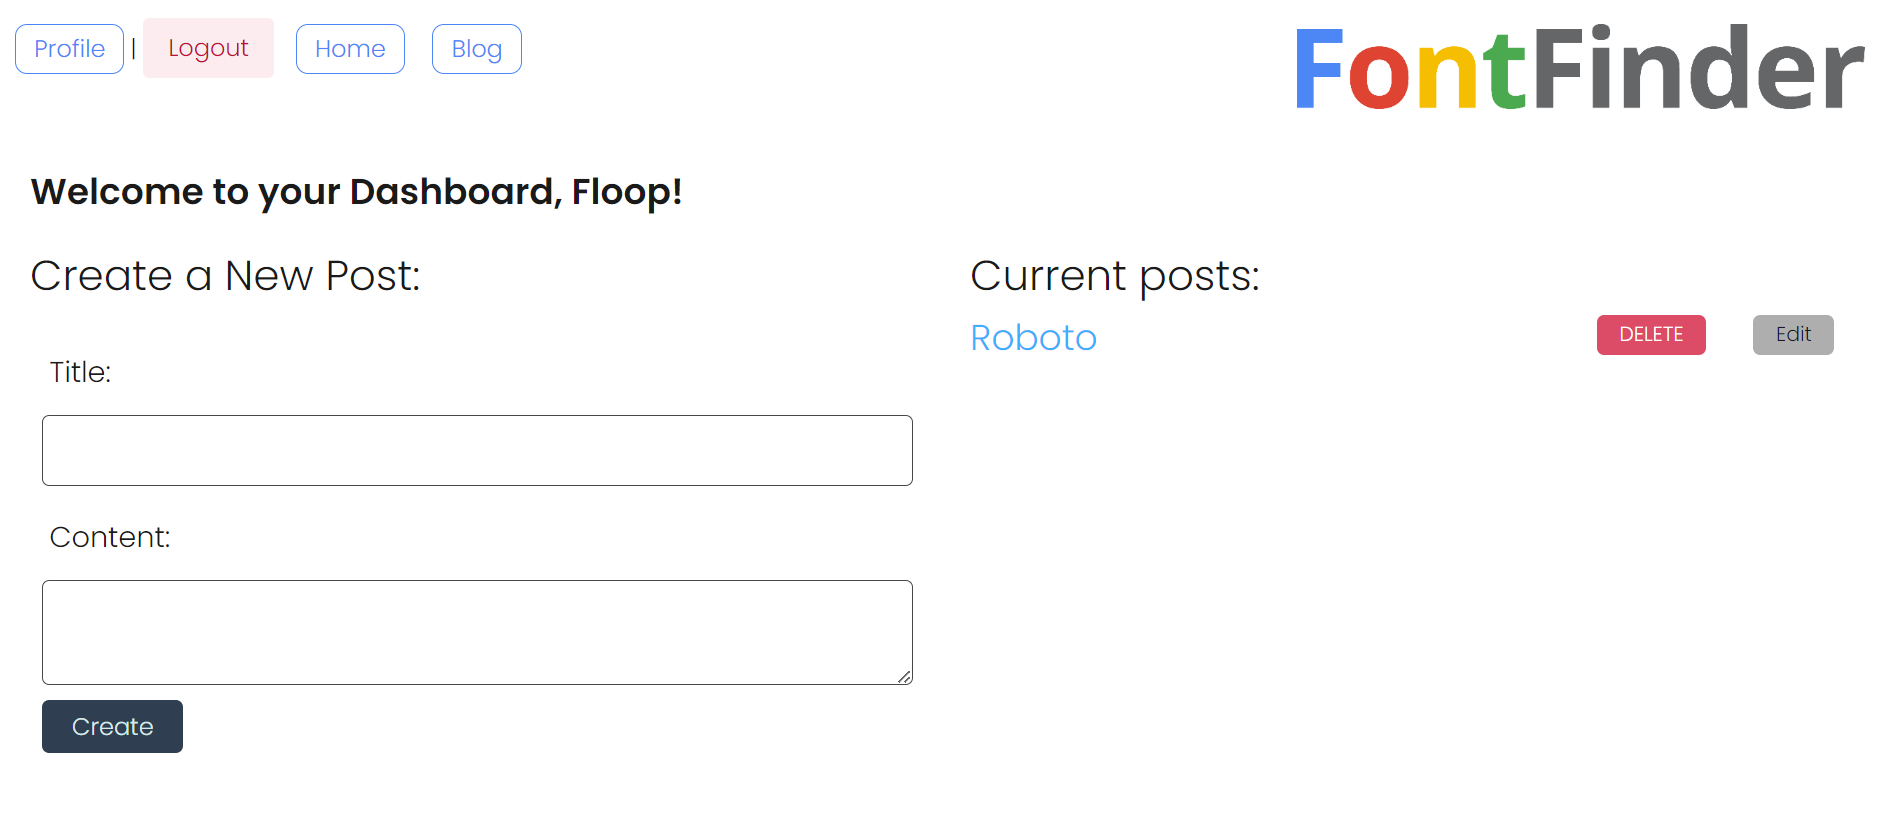 Profile | Logout Home Blog
FontFinder
Welcome to your Dashboard, Floop!
Create a New Post:
Title:
Content:
Create
Current posts:
Roboto DELETE Edit